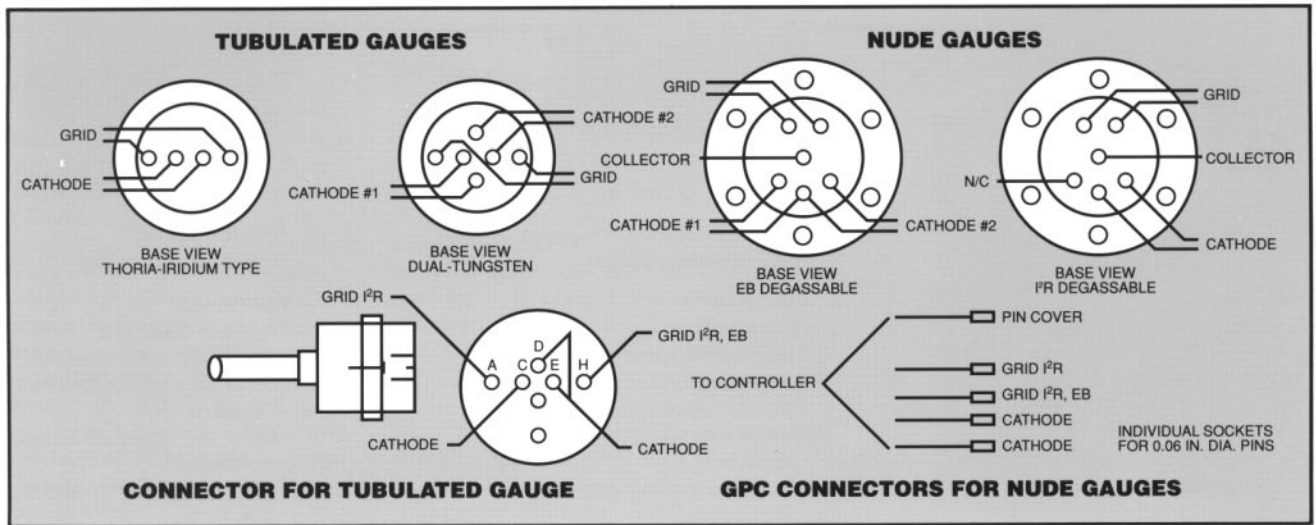 TUBULATED GAUGES
GRID
CATHODE
BASE VIEW
THORIA-IRIDIUM TYPE
CATHODE #2
GRID
CATHODE #1
BASE VIEW
DUAL-TUNGSTEN
NUDE GAUGES
GRID
COLLECTOR
CATHODE #1
CATHODE #2
BASE VIEW
EB DEGASSABLE
GRID
COLLECTOR
N/C
CATHODE
BASE VIEW
I²R DEGASSABLE
GRID I²R
A
C
D
E
H
GRID I²R, EB
CATHODE
CATHODE
CONNECTOR FOR TUBULATED GAUGE
TO CONTROLLER
PIN COVER
GRID I²R
GRID I²R, EB
CATHODE
CATHODE
INDIVIDUAL SOCKETS
FOR 0.06 IN. DIA. PINS
GPC CONNECTORS FOR NUDE GAUGES